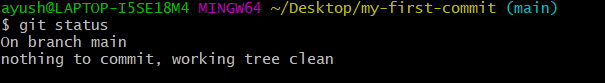 ayush@LAPTOP-I5SE18M4 MINGW64 ~/Desktop/my-first-commit (main)
$ git status
On branch main
nothing to commit, working tree clean